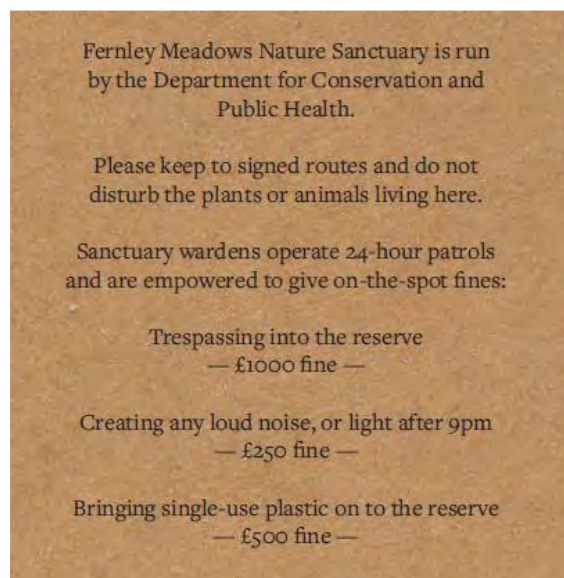 Fernley Meadows Nature Sanctuary is run
by the Department for Conservation and
Public Health.
Please keep to signed routes and do not
disturb the plants or animals living here.
Sanctuary wardens operate 24-hour patrols
and are empowered to give on-the-spot fines:
Trespassing into the reserve
— £1000 fine —
Creating any loud noise, or light after 9pm
— £250 fine —
Bringing single-use plastic on to the reserve
— £500 fine —